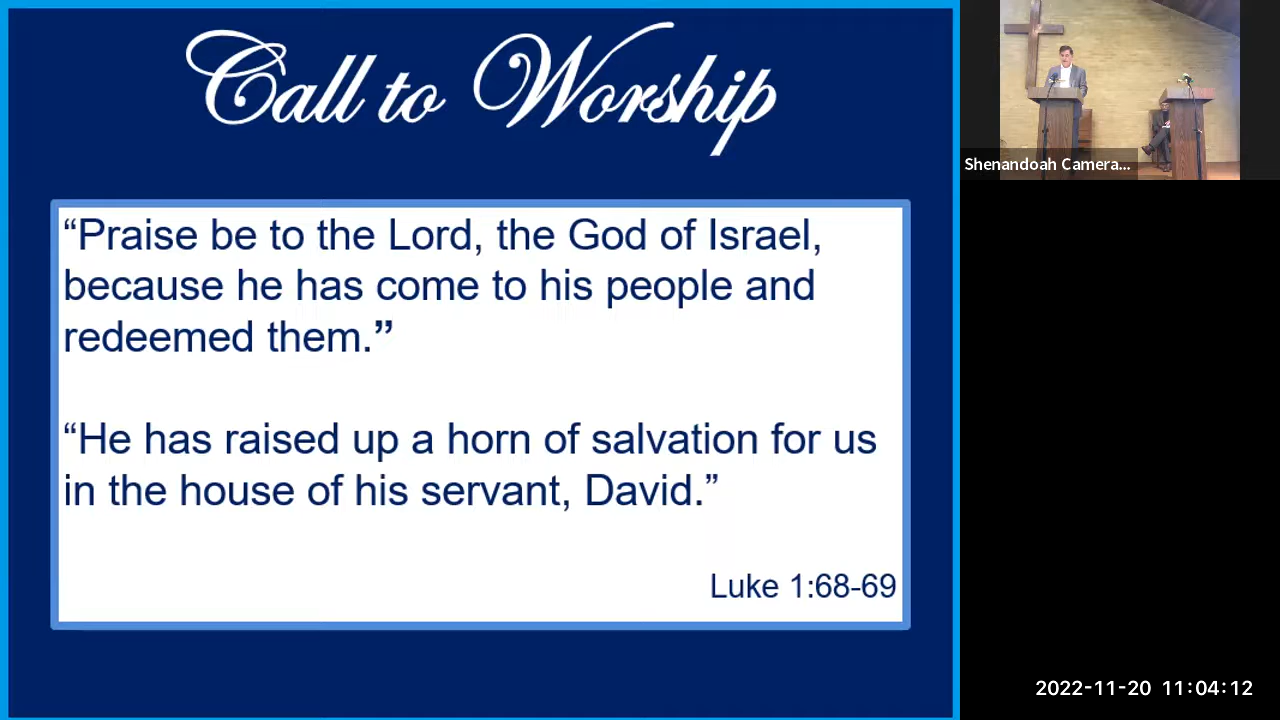 Call to Worship
“Praise be to the Lord, the God of Israel,
because he has come to his people and
redeemed them.”
“He has raised up a horn of salvation for us
in the house of his servant, David.”
Luke 1:68-69
Shenandoah Camera...
2022-11-20 11:04:12